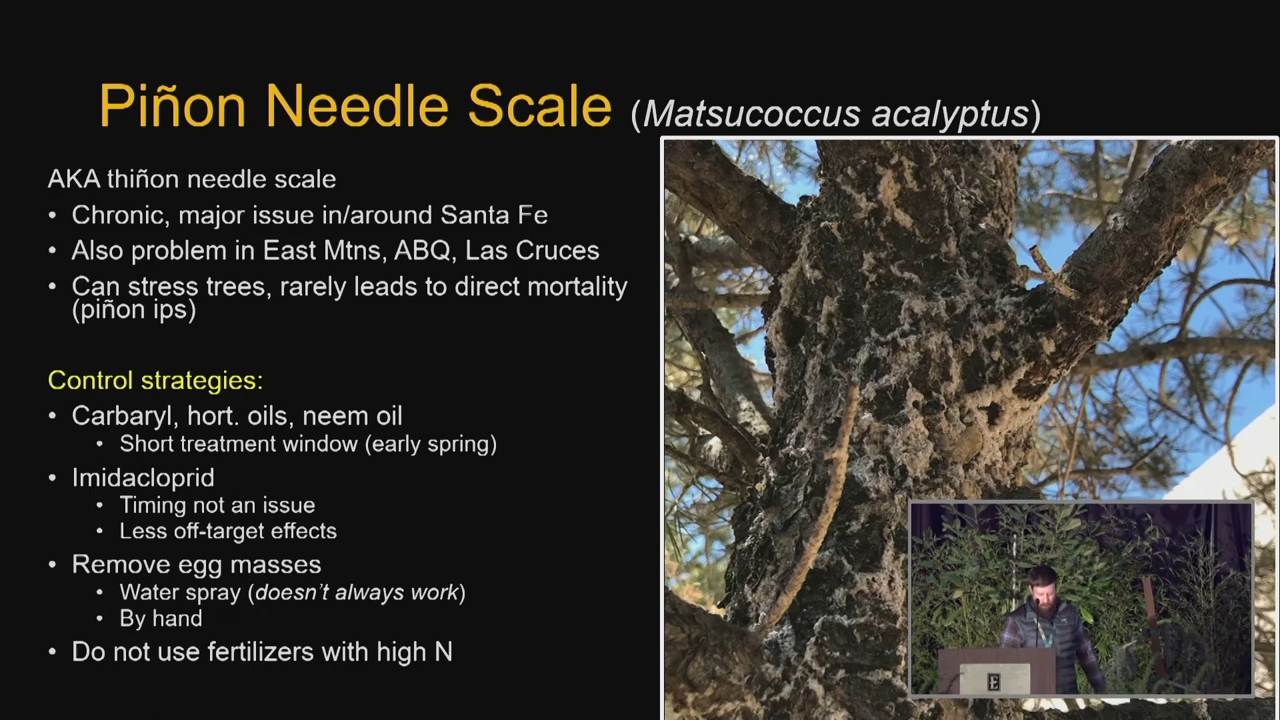 Piñon Needle Scale (Matsucoccus acalyptus)
AKA thiñon needle scale
• Chronic, major issue in/around Santa Fe
• Also problem in East Mtns, ABQ, Las Cruces
• Can stress trees, rarely leads to direct mortality
(piñon ips)
Control strategies:
• Carbaryl, hort. oils, neem oil
• Short treatment window (early spring)
• Imidacloprid
• Timing not an issue
• Less off-target effects
• Remove egg masses
• Water spray (doesn't always work)
• By hand
• Do not use fertilizers with high N
E